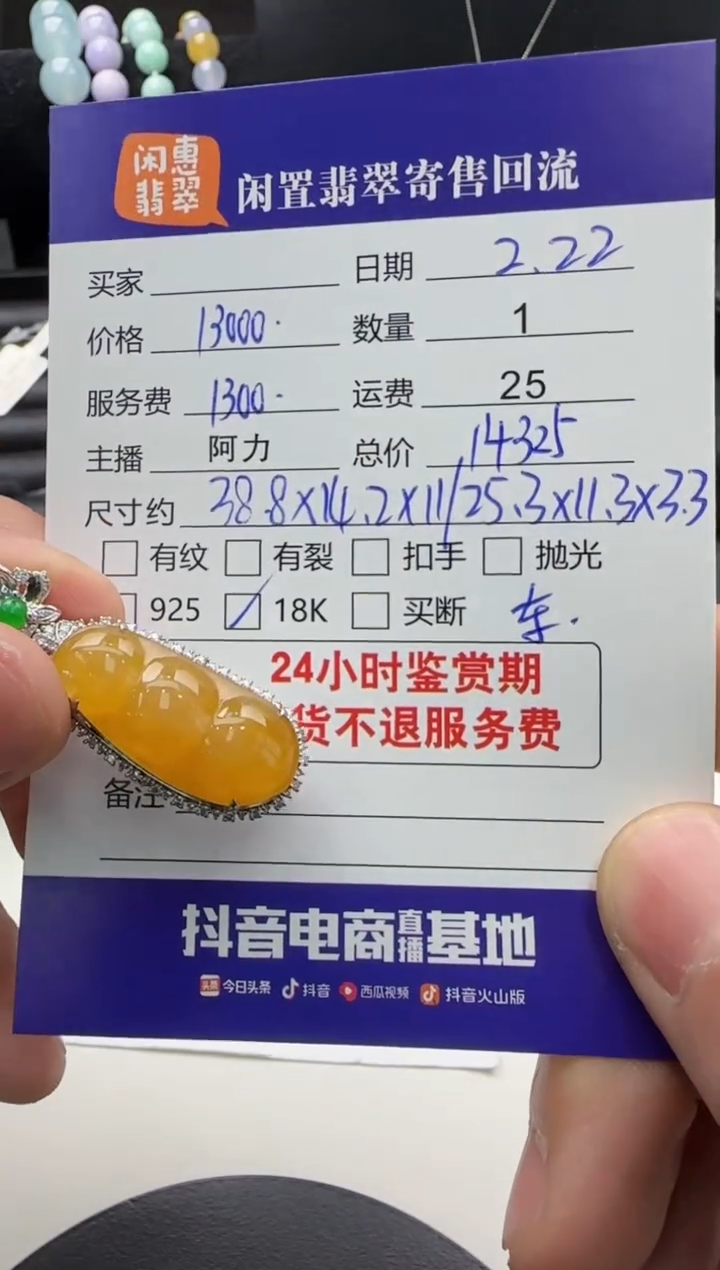 闲惠
翡翠
闲置翡翠寄售回流
买家 日期 2.22
价格 13000. 数量 1
服务费 1300. 运费 25
主播 阿力 总价 14325
尺寸约 38.8x14.2x11/25.3x11.3x3.3
有纹 有裂 扣手 抛光
925 18K 买断 车.
24小时鉴赏期
货不退服务费
备注
抖音电商直播基地
头条 今日头条 抖音 西瓜视频 抖音火山版